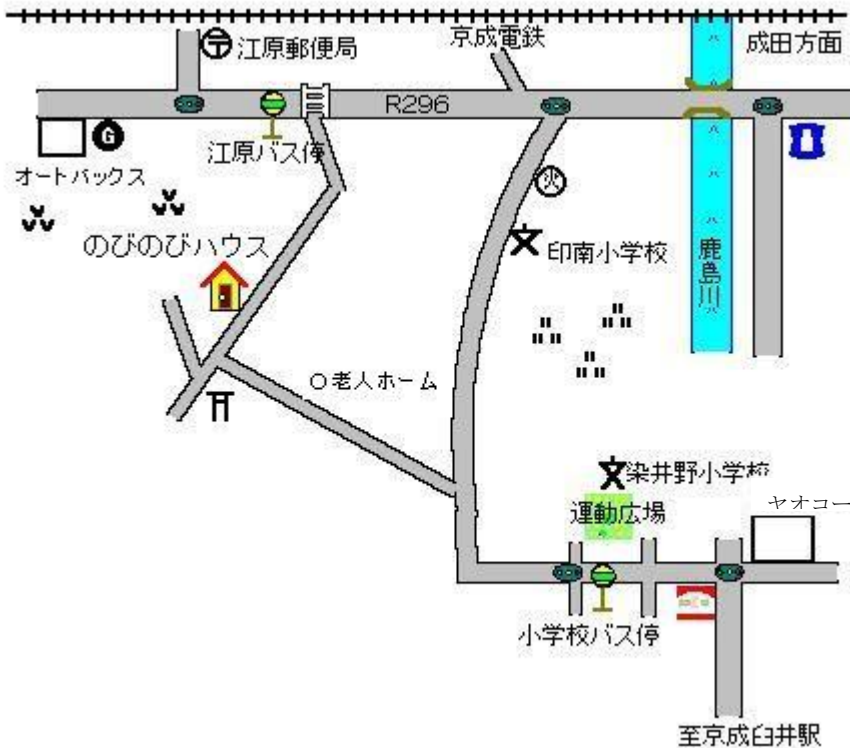 江原郵便局
京成電鉄
成田方面
R296
江原バス停
G
オートバックス
火
のびのびハウス
印南小学校
鹿島川
老人ホーム
染井野小学校
ヤオコー
運動広場
小学校バス停
至京成臼井駅